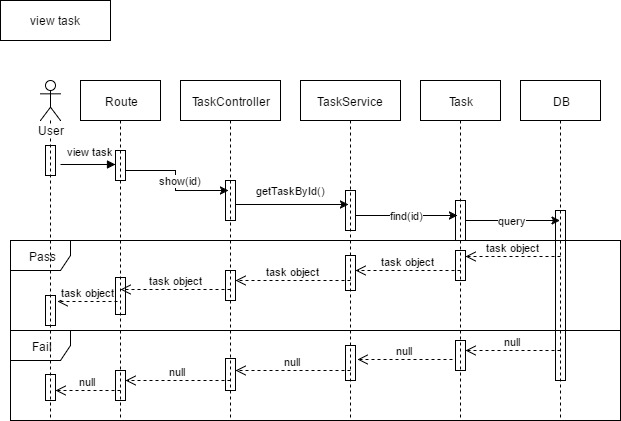 view task
Route
TaskController
TaskService
Task
DB
User
view task
show(id)
getTaskById()
find(id)
query
Pass
task object
task object
task object
task object
task object
Fail
null
null
null
null
null